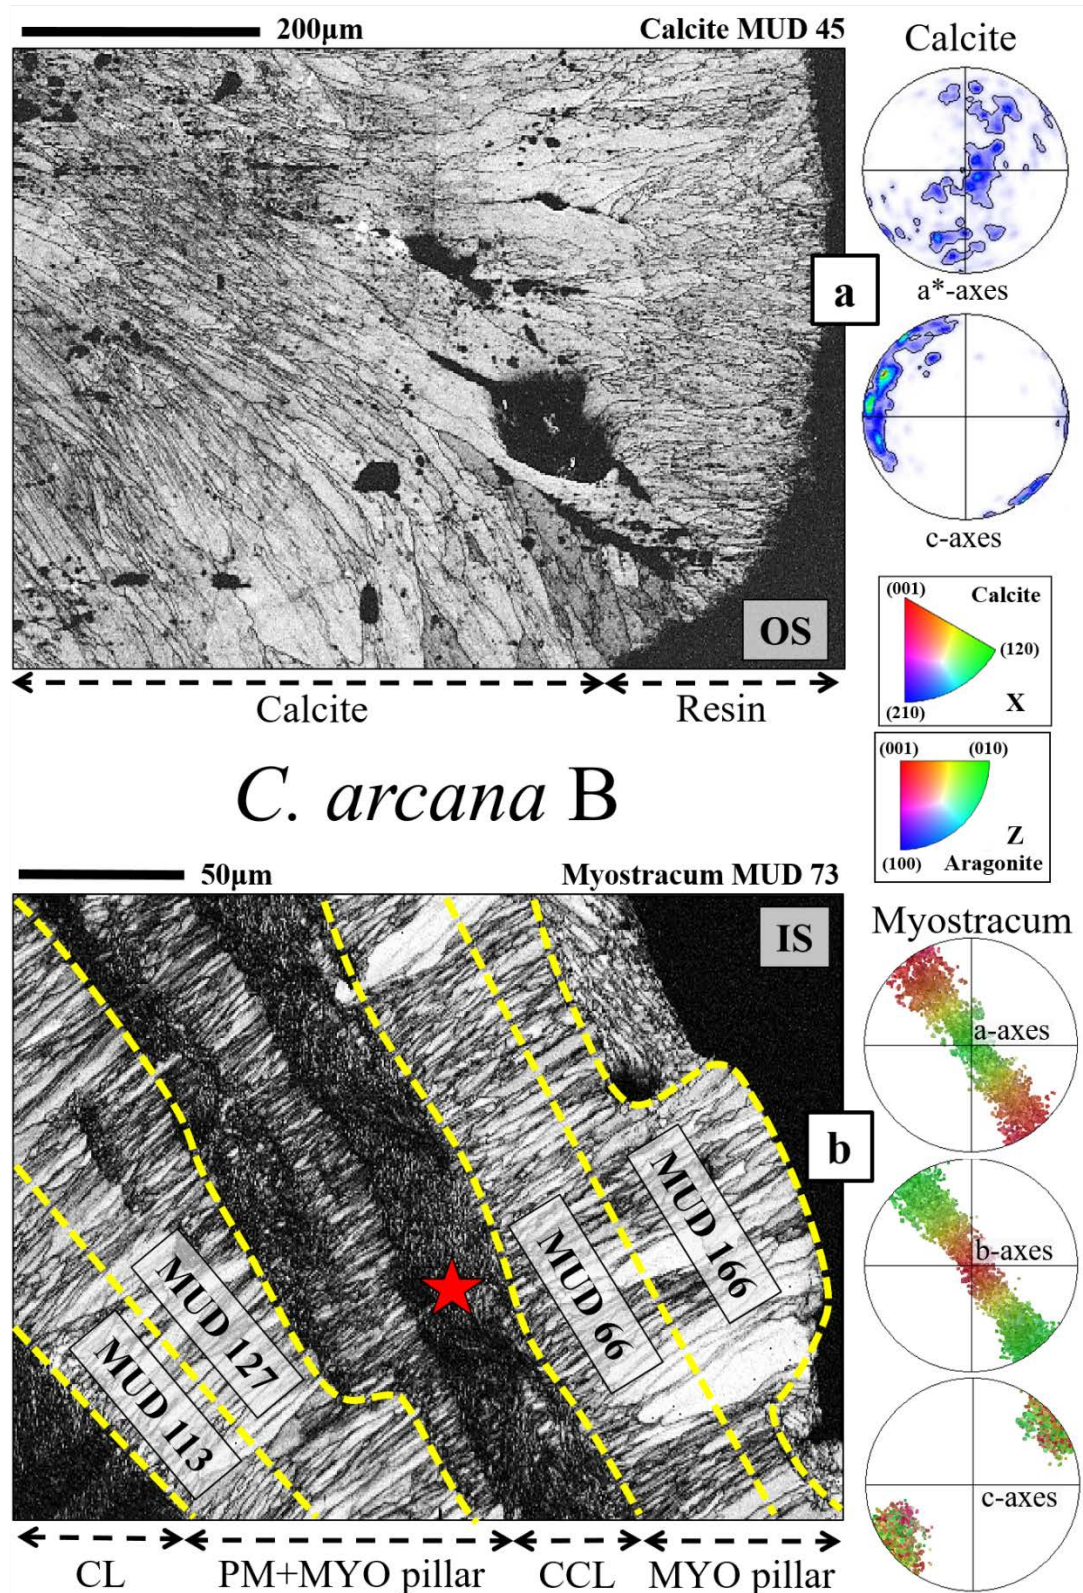 200µm
Calcite MUD 45
Calcite
a
a*-axes
c-axes
OS
Calcite
Resin
(001)
Calcite
(120)
(210)
X
(001)
(010)
Z
(100)
Aragonite
C. arcana B
50µm
Myostracum MUD 73
IS
Myostracum
a-axes
b
b-axes
c-axes
MUD 166
MUD 66
MUD 127
MUD 113
CL
PM+MYO pillar
CCL
MYO pillar